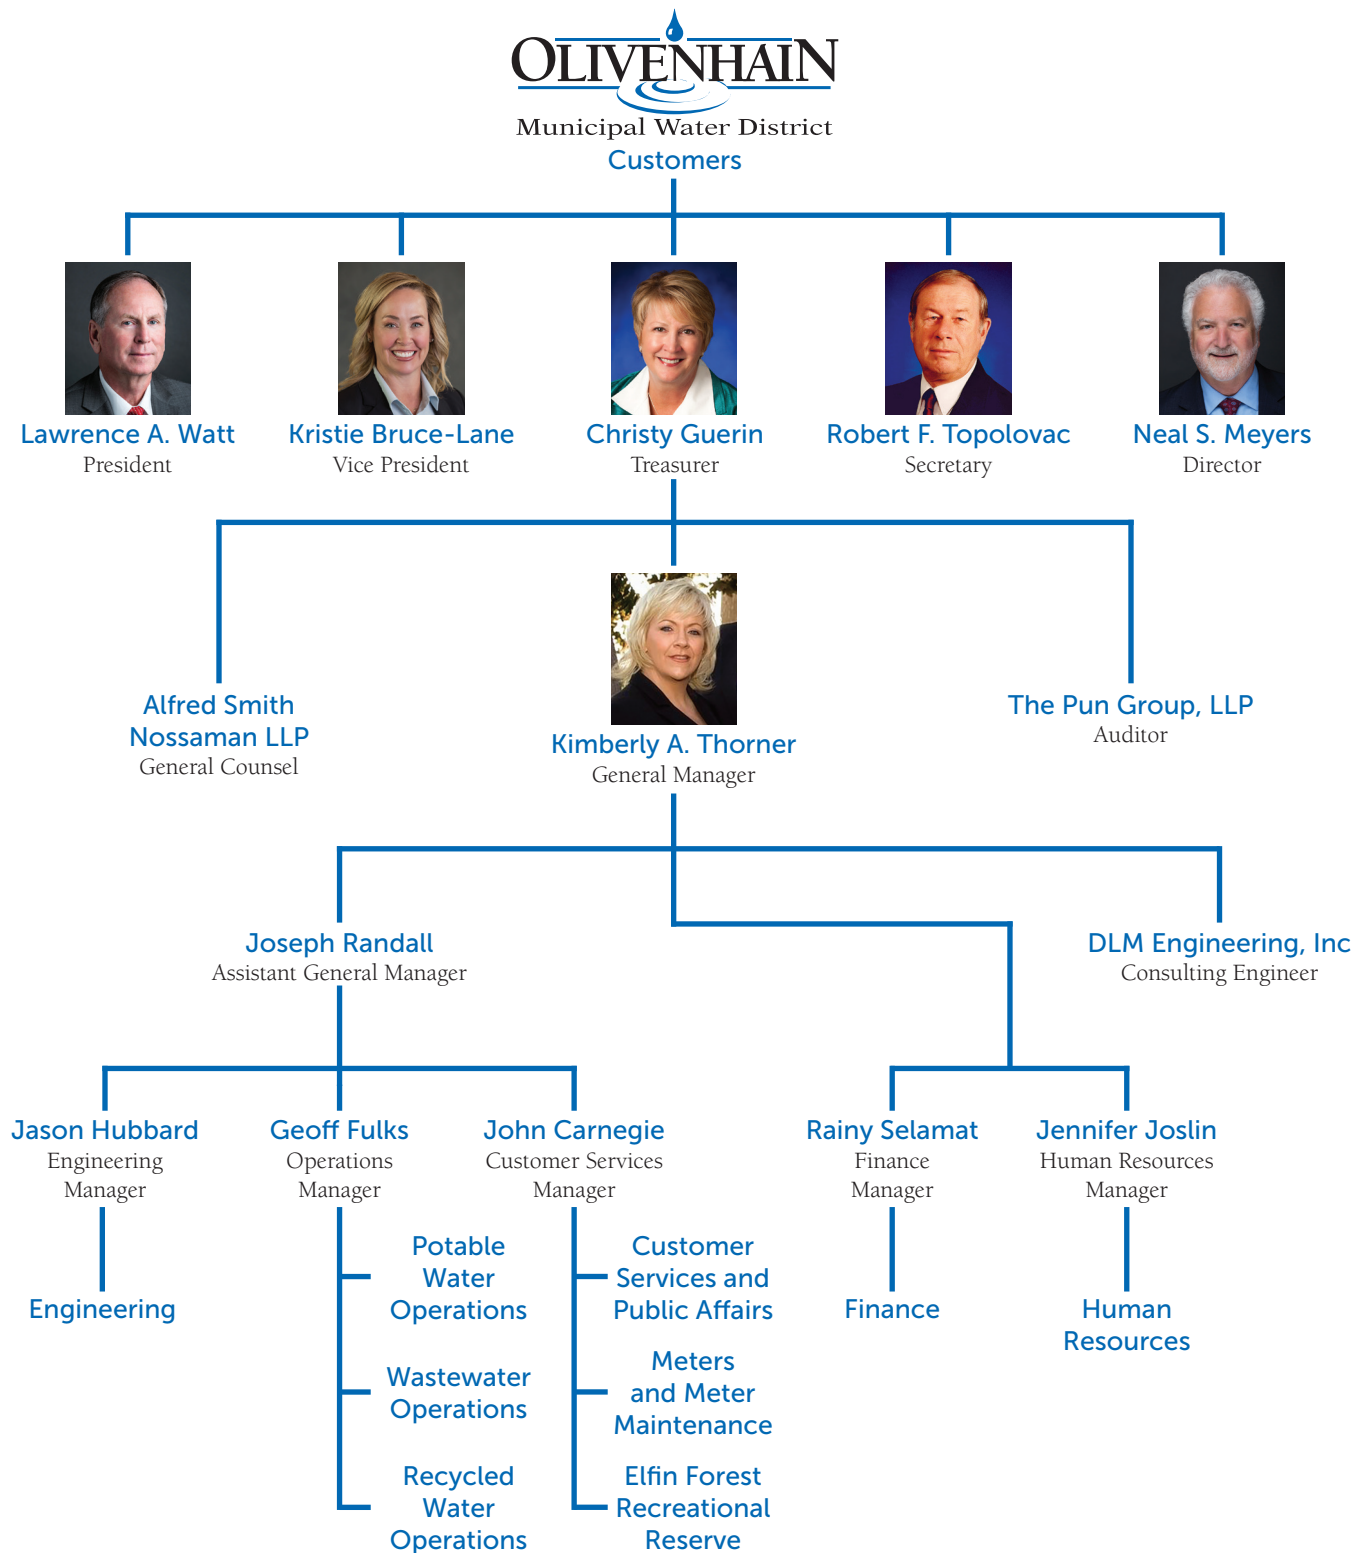 OLIVENHAIN
Municipal Water District
Customers
Lawrence A. Watt
President
Kristie Bruce-Lane
Vice President
Christy Guerin
Treasurer
Robert F. Topolovac
Secretary
Neal S. Meyers
Director
Alfred Smith
Nossaman LLP
General Counsel
Kimberly A. Thorner
General Manager
The Pun Group, LLP
Auditor
Joseph Randall
Assistant General Manager
DLM Engineering, Inc
Consulting Engineer
Jason Hubbard
Engineering
Manager
Engineering
Geoff Fulks
Operations
Manager
Potable
Water
Operations
Wastewater
Operations
Recycled
Water
Operations
John Carnegie
Customer Services
Manager
Customer
Services and
Public Affairs
Meters
and Meter
Maintenance
Elfin Forest
Recreational
Reserve
Rainy Selamat
Finance
Manager
Finance
Jennifer Joslin
Human Resources
Manager
Human
Resources